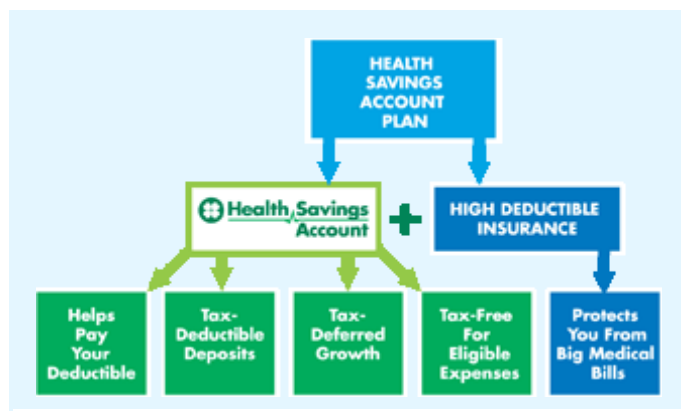 HEALTH
SAVINGS
ACCOUNT
PLAN
Health Savings
Account
+
HIGH DEDUCTIBLE
INSURANCE
Helps
Pay
Your
Deductible
Tax-
Deductible
Deposits
Tax-
Deferred
Growth
Tax-Free
For
Eligible
Expenses
Protects
You From
Big Medical
Bills